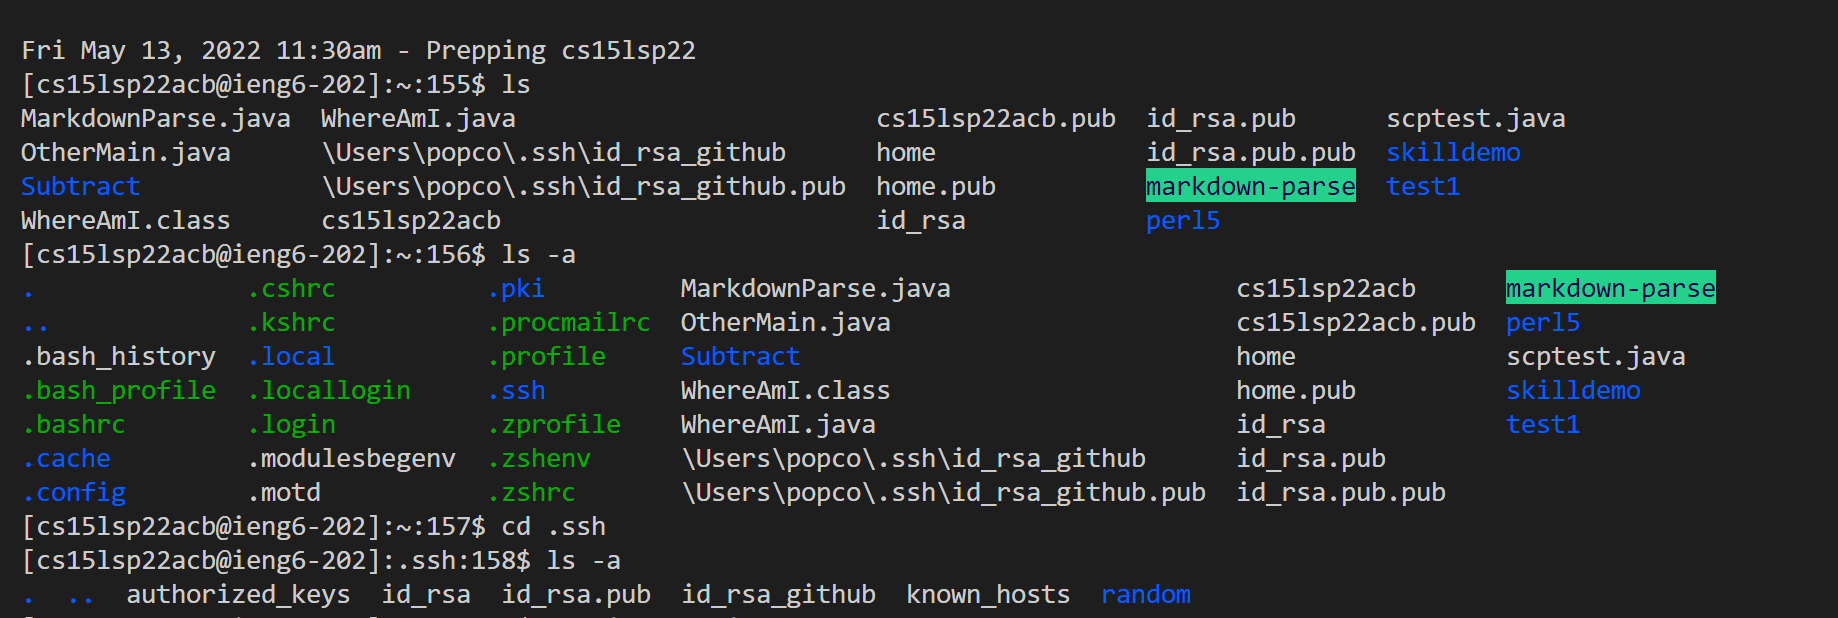 Fri May 13, 2022 11:30am - Prepping cs15lsp22
[cs15lsp22acb@ieng6-202]:~:155$ ls
MarkdownParse.java  WhereAmI.java                        cs15lsp22acb.pub  id_rsa.pub      scptest.java
OtherMain.java      \Users\popco\.ssh\id_rsa_github      home              id_rsa.pub.pub  skilldemo
Subtract            \Users\popco\.ssh\id_rsa_github.pub  home.pub          markdown-parse  test1
WhereAmI.class      cs15lsp22acb                         id_rsa            perl5
[cs15lsp22acb@ieng6-202]:~:156$ ls -a
.              .cshrc          .pki         MarkdownParse.java                   cs15lsp22acb      markdown-parse
..             .kshrc          .procmailrc  OtherMain.java                       cs15lsp22acb.pub  perl5
.bash_history  .local          .profile     Subtract                             home              scptest.java
.bash_profile  .locallogin     .ssh         WhereAmI.class                       home.pub          skilldemo
.bashrc        .login          .zprofile    WhereAmI.java                        id_rsa            test1
.cache         .modulesbegenv  .zshenv      \Users\popco\.ssh\id_rsa_github      id_rsa.pub
.config        .motd           .zshrc       \Users\popco\.ssh\id_rsa_github.pub  id_rsa.pub.pub
[cs15lsp22acb@ieng6-202]:~:157$ cd .ssh
[cs15lsp22acb@ieng6-202]:.ssh:158$ ls -a
.  ..  authorized_keys  id_rsa  id_rsa.pub  id_rsa_github  known_hosts  random